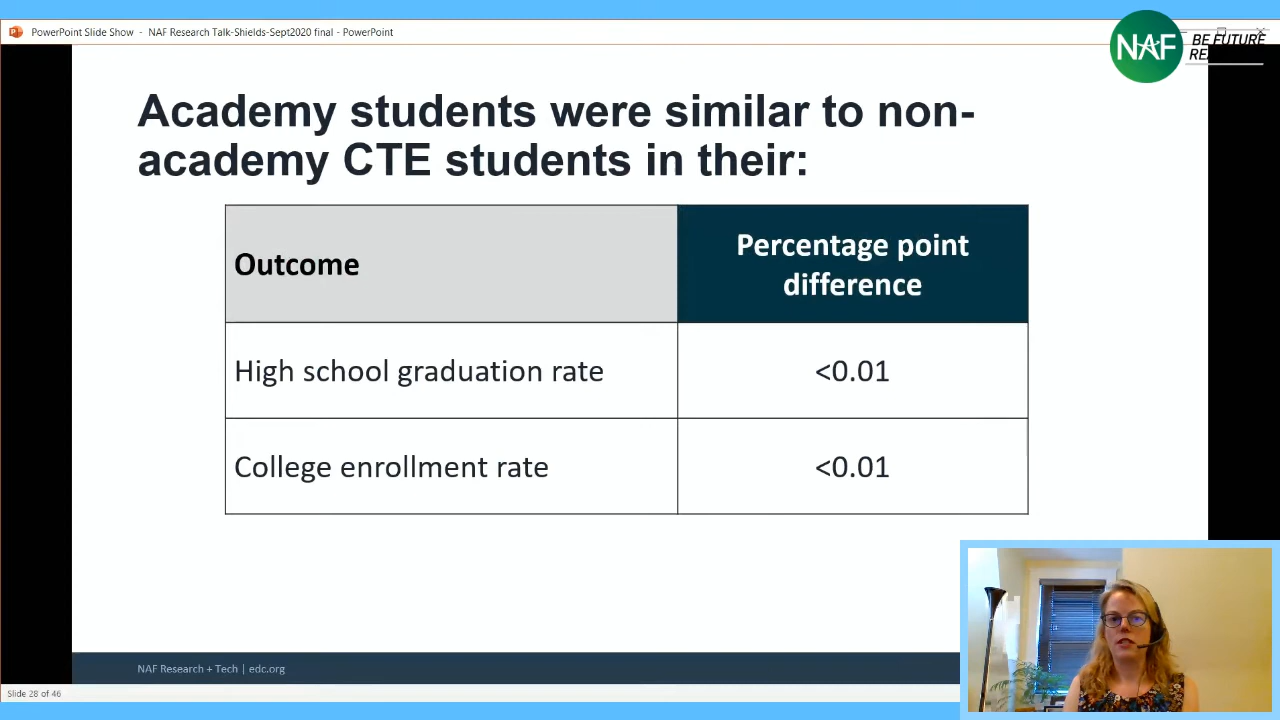 PowerPoint Slide Show - NAF Research Talk-Shields-Sept2020 final - PowerPoint
NAF
BE FUTURE
Academy students were similar to non-
academy CTE students in their:
Outcome
Percentage point
difference
High school graduation rate
<0.01
College enrollment rate
<0.01
NAF Research + Tech | edc.org
Slide 28 of 46